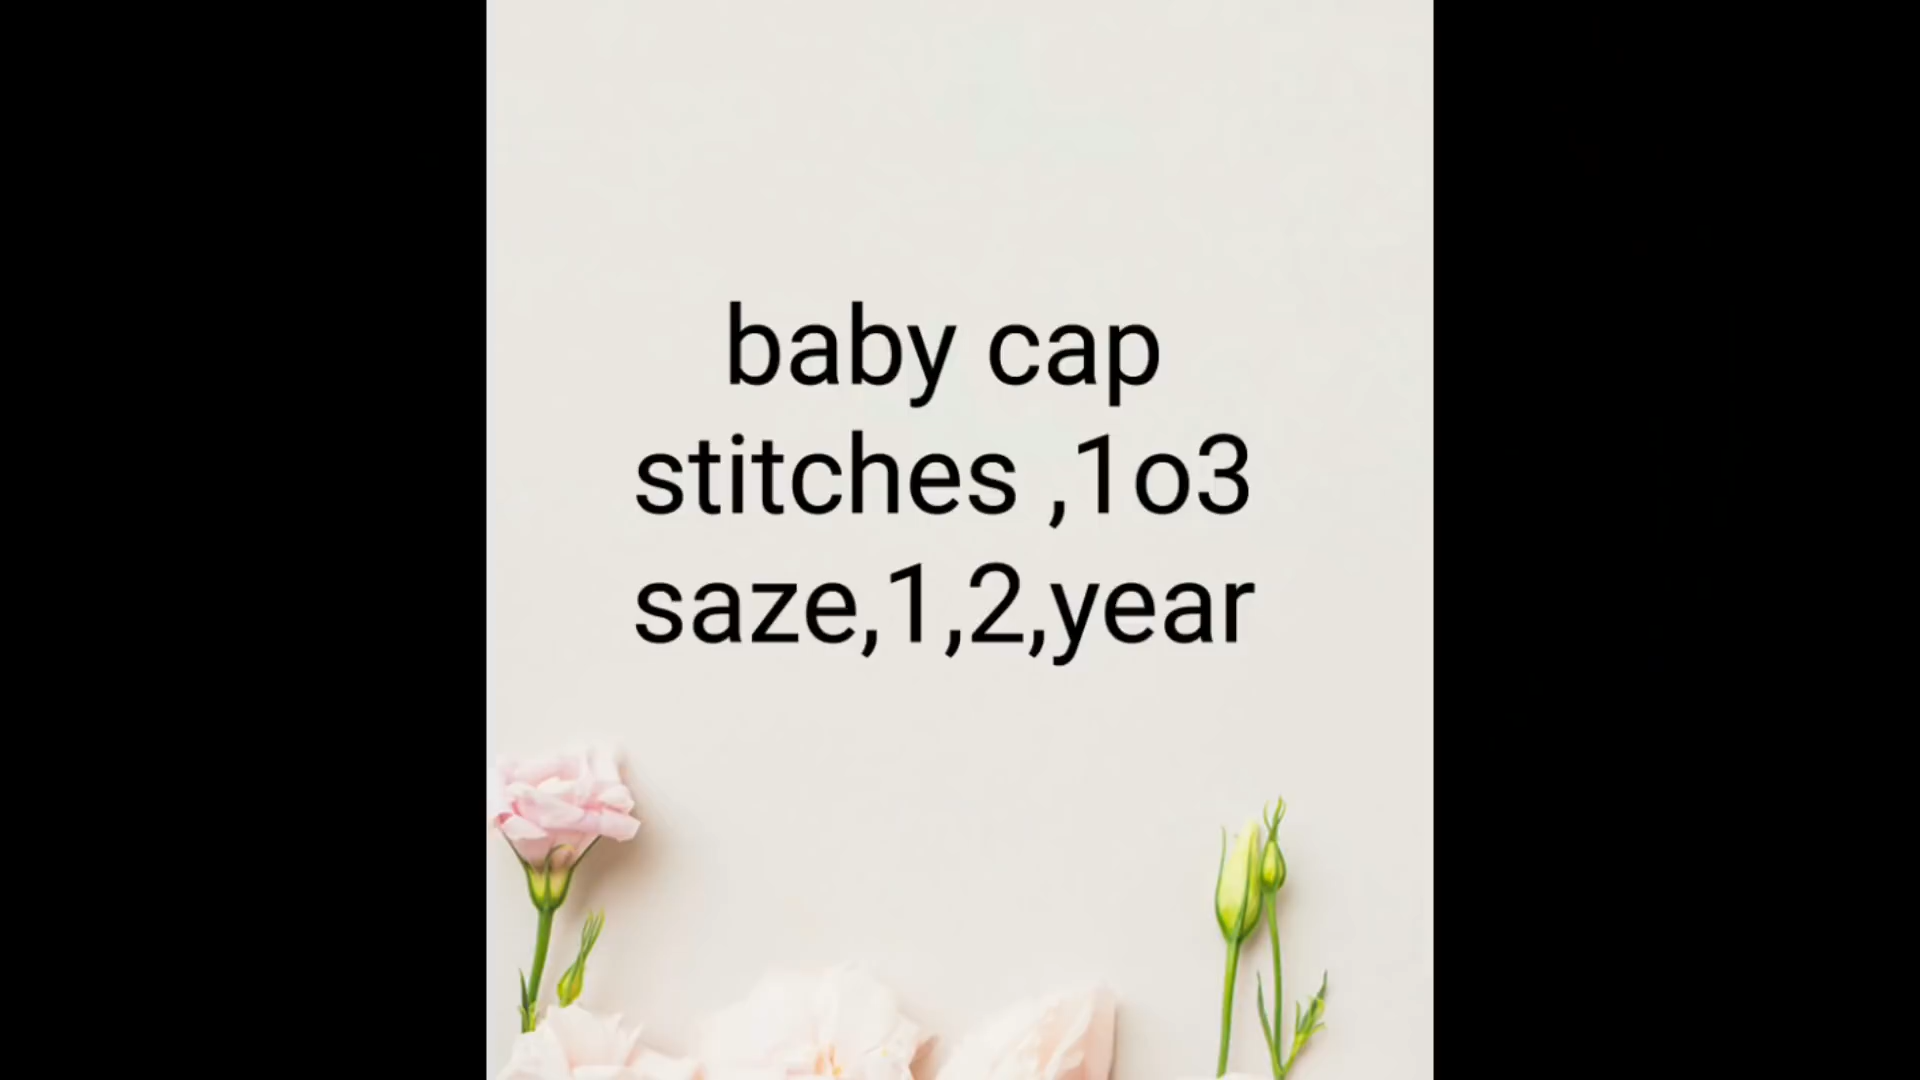 baby cap
stitches ,1o3
saze,1,2,year